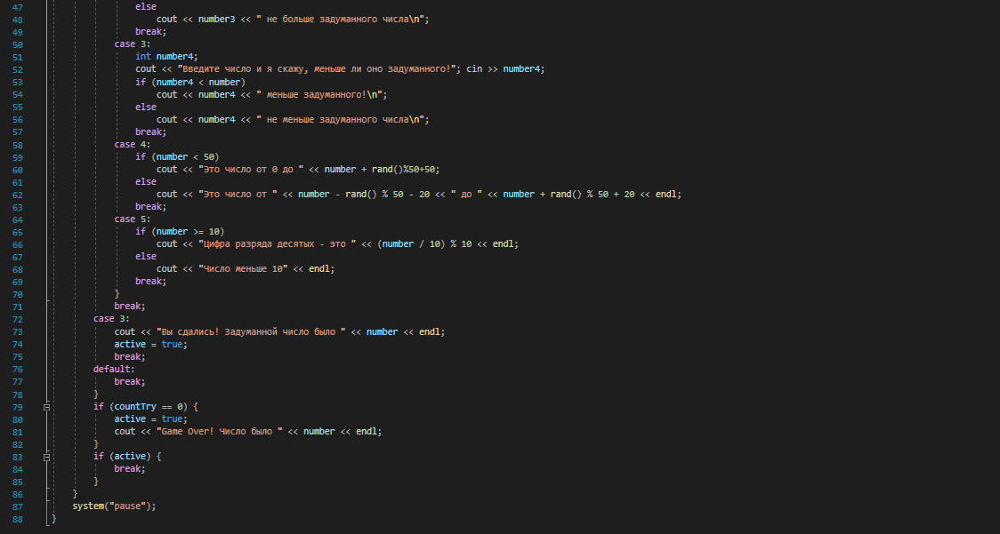 47 else
48 cout << number3 << " не больше задуманного числа\n";
49 break;
50 case 3:
51 int number4;
52 cout << "Введите число и я скажу, меньше ли оно задуманного!"; cin >> number4;
53 if (number4 < number)
54 cout << number4 << " меньше задуманного!\n";
55 else
56 cout << number4 << " не меньше задуманного числа\n";
57 break;
58 case 4:
59 if (number < 50)
60 cout << "Это число от 0 до " << number + rand()%50+50;
61 else
62 cout << "Это число от " << number - rand() % 50 - 20 << " до " << number + rand() % 50 + 20 << endl;
63 break;
64 case 5:
65 if (number >= 10)
66 cout << "Цифра разряда десятых - это " << (number / 10) % 10 << endl;
67 else
68 cout << "Число меньше 10" << endl;
69 break;
70 }
71 break;
72 case 3:
73 cout << "Вы сдались! Задуманной число было " << number << endl;
74 active = true;
75 break;
76 default:
77 break;
78 }
79 if (countTry == 0) {
80 active = true;
81 cout << "Game Over! Число было " << number << endl;
82 }
83 if (active) {
84 break;
85 }
86 }
87 system("pause");
88 }